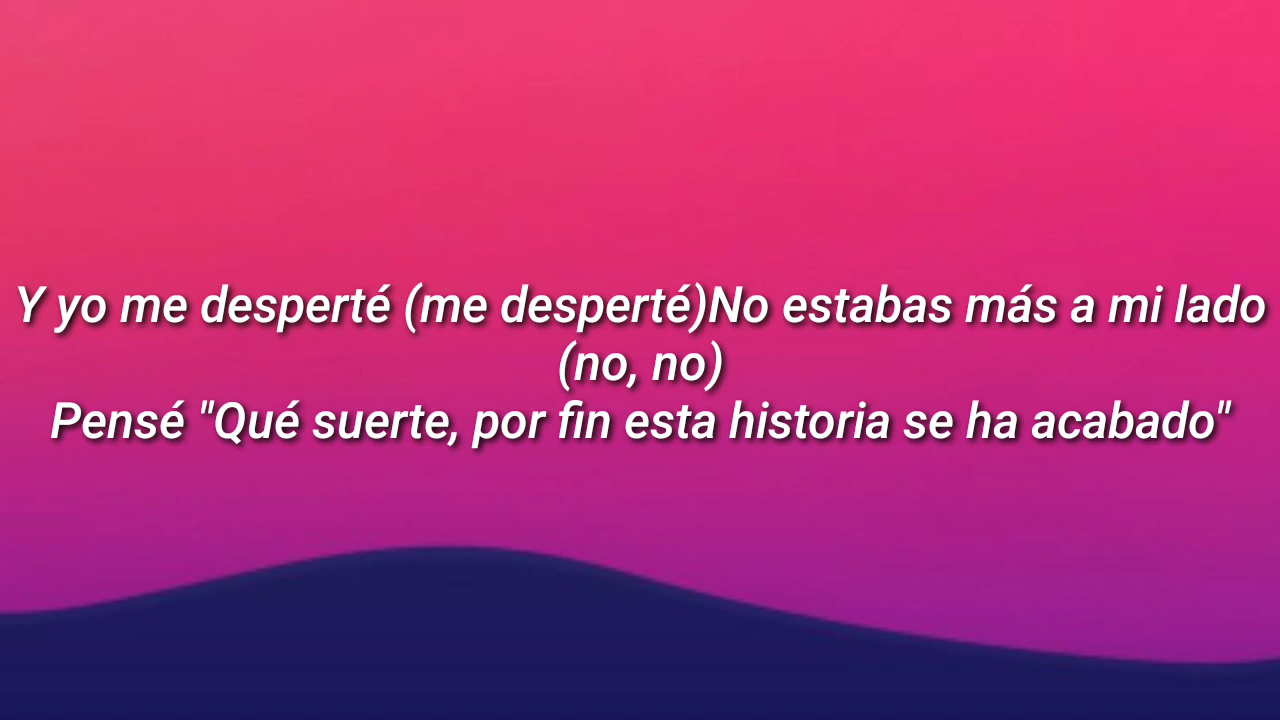 Y yo me desperté (me desperté)No estabas más a mi lado
(no, no)
Pensé "Qué suerte, por fin esta historia se ha acabado"